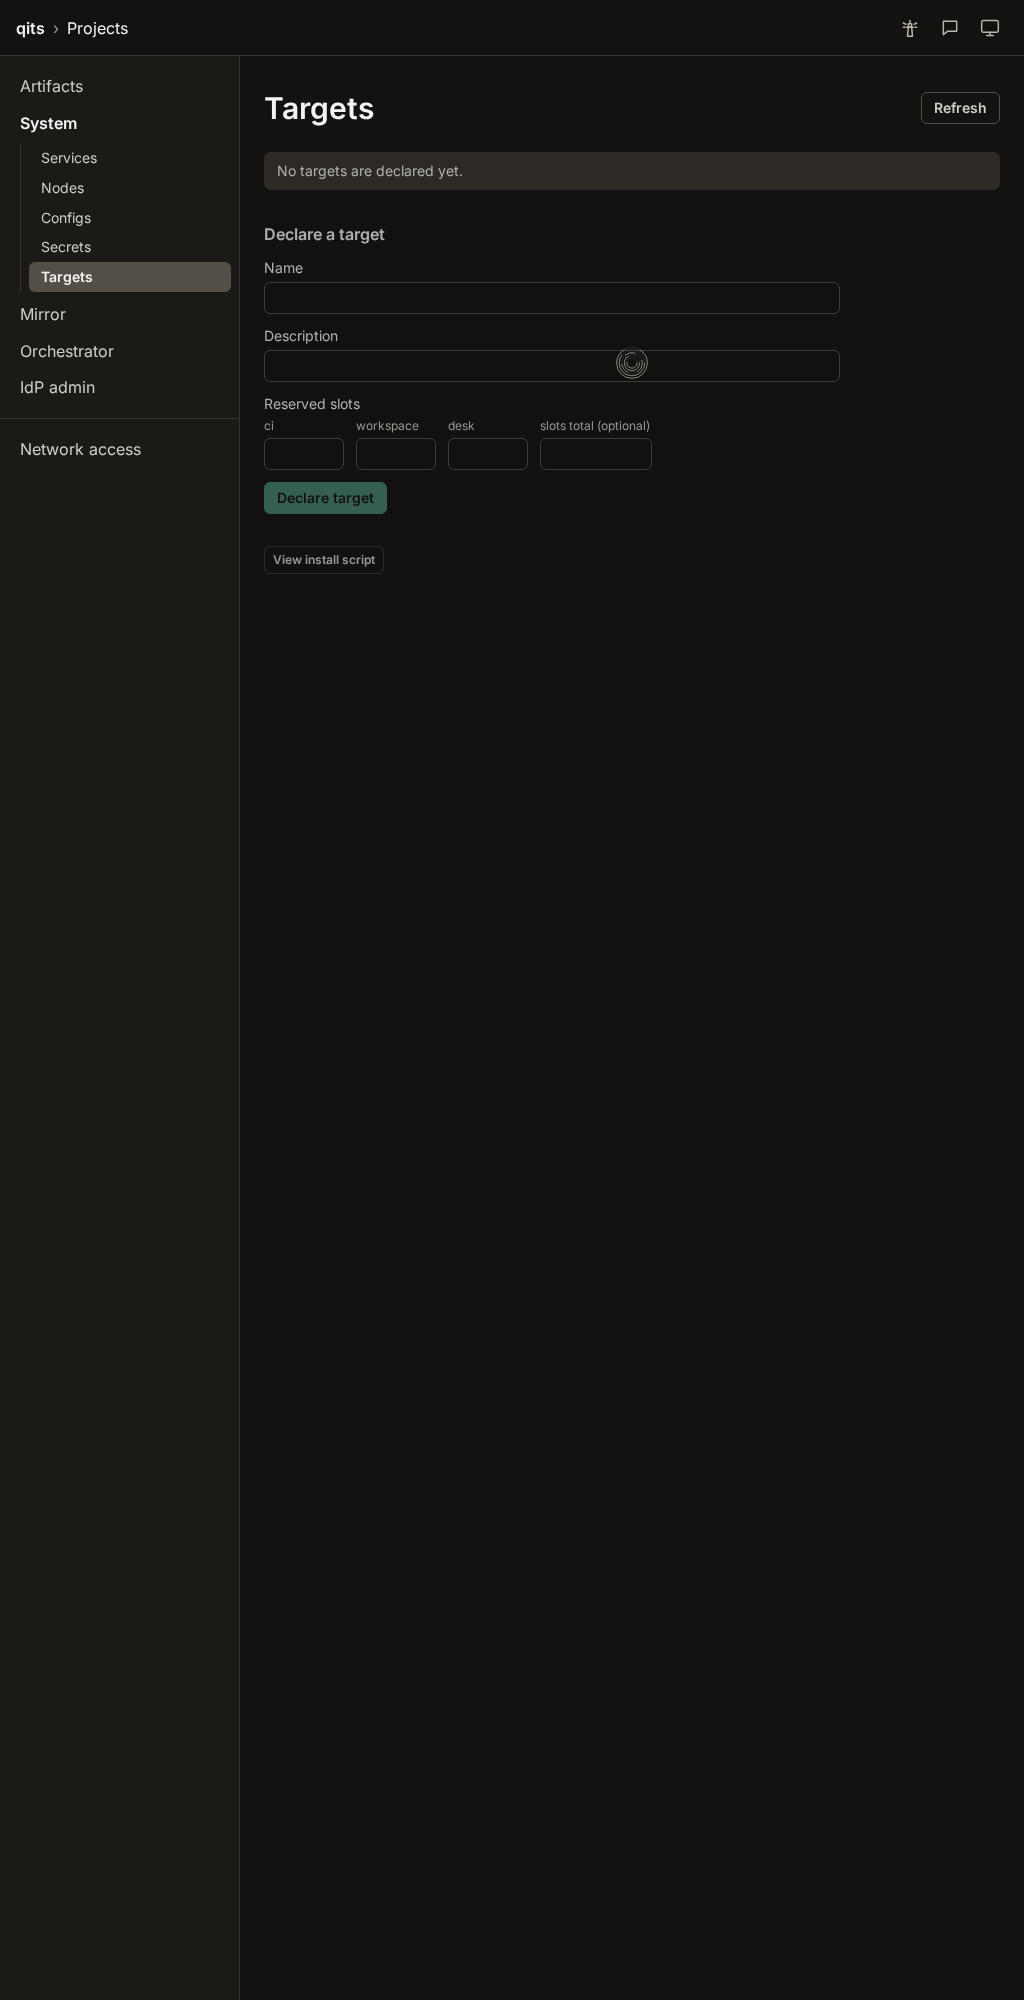 qits › Projects
Artifacts
System
Services
Nodes
Configs
Secrets
Targets
Mirror
Orchestrator
IdP admin
Network access
Targets
Refresh
No targets are declared yet.
Declare a target
Name
Description
Reserved slots
ci workspace desk slots total (optional)
Declare target
View install script